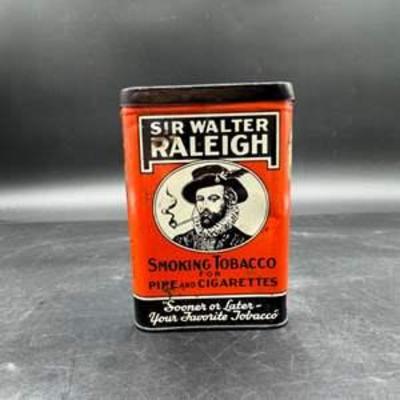 SIR WALTER
RALEIGH
SMOKING TOBACCO
FOR
PIPE AND CIGARETTES
"Sooner or Later-
Your Favorite Tobacco"